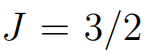 J = 3/2